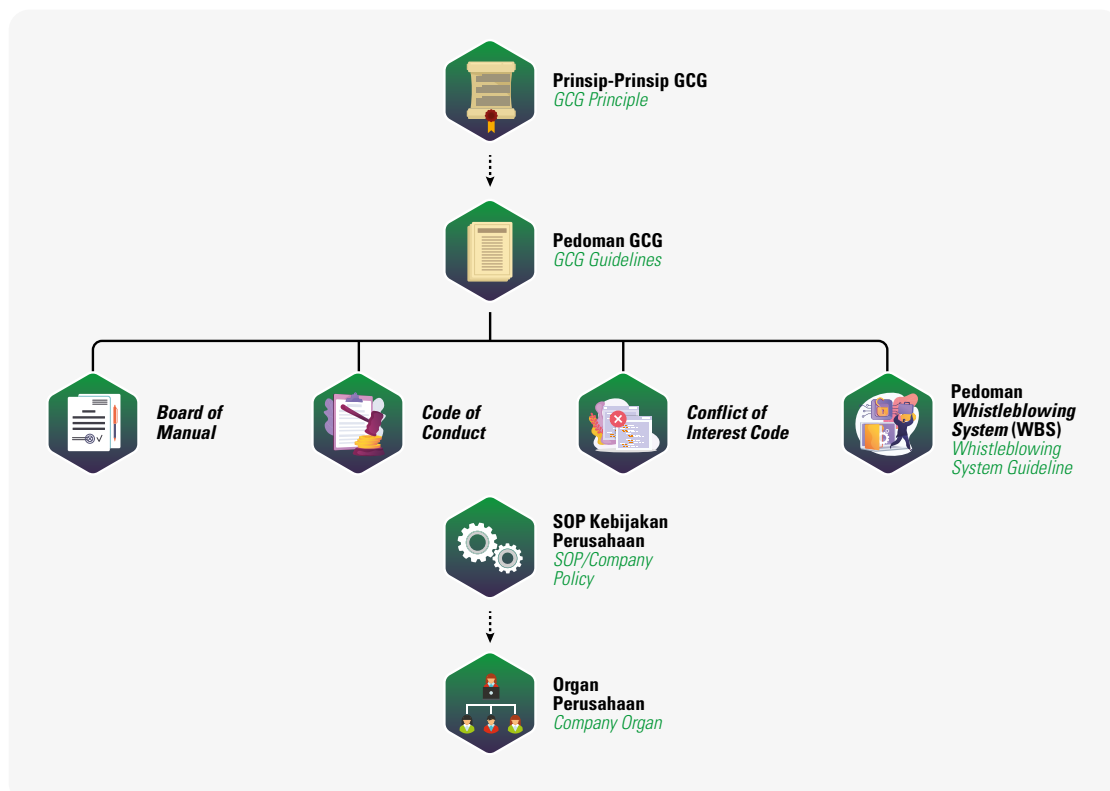 Prinsip-Prinsip GCG
GCG Principle
Pedoman GCG
GCG Guidelines
Board of
Manual
Code of
Conduct
Conflict of
Interest Code
Pedoman
Whistleblowing
System (WBS)
Whistleblowing
System Guideline
SOP Kebijakan
Perusahaan
SOP/Company
Policy
Organ
Perusahaan
Company Organ